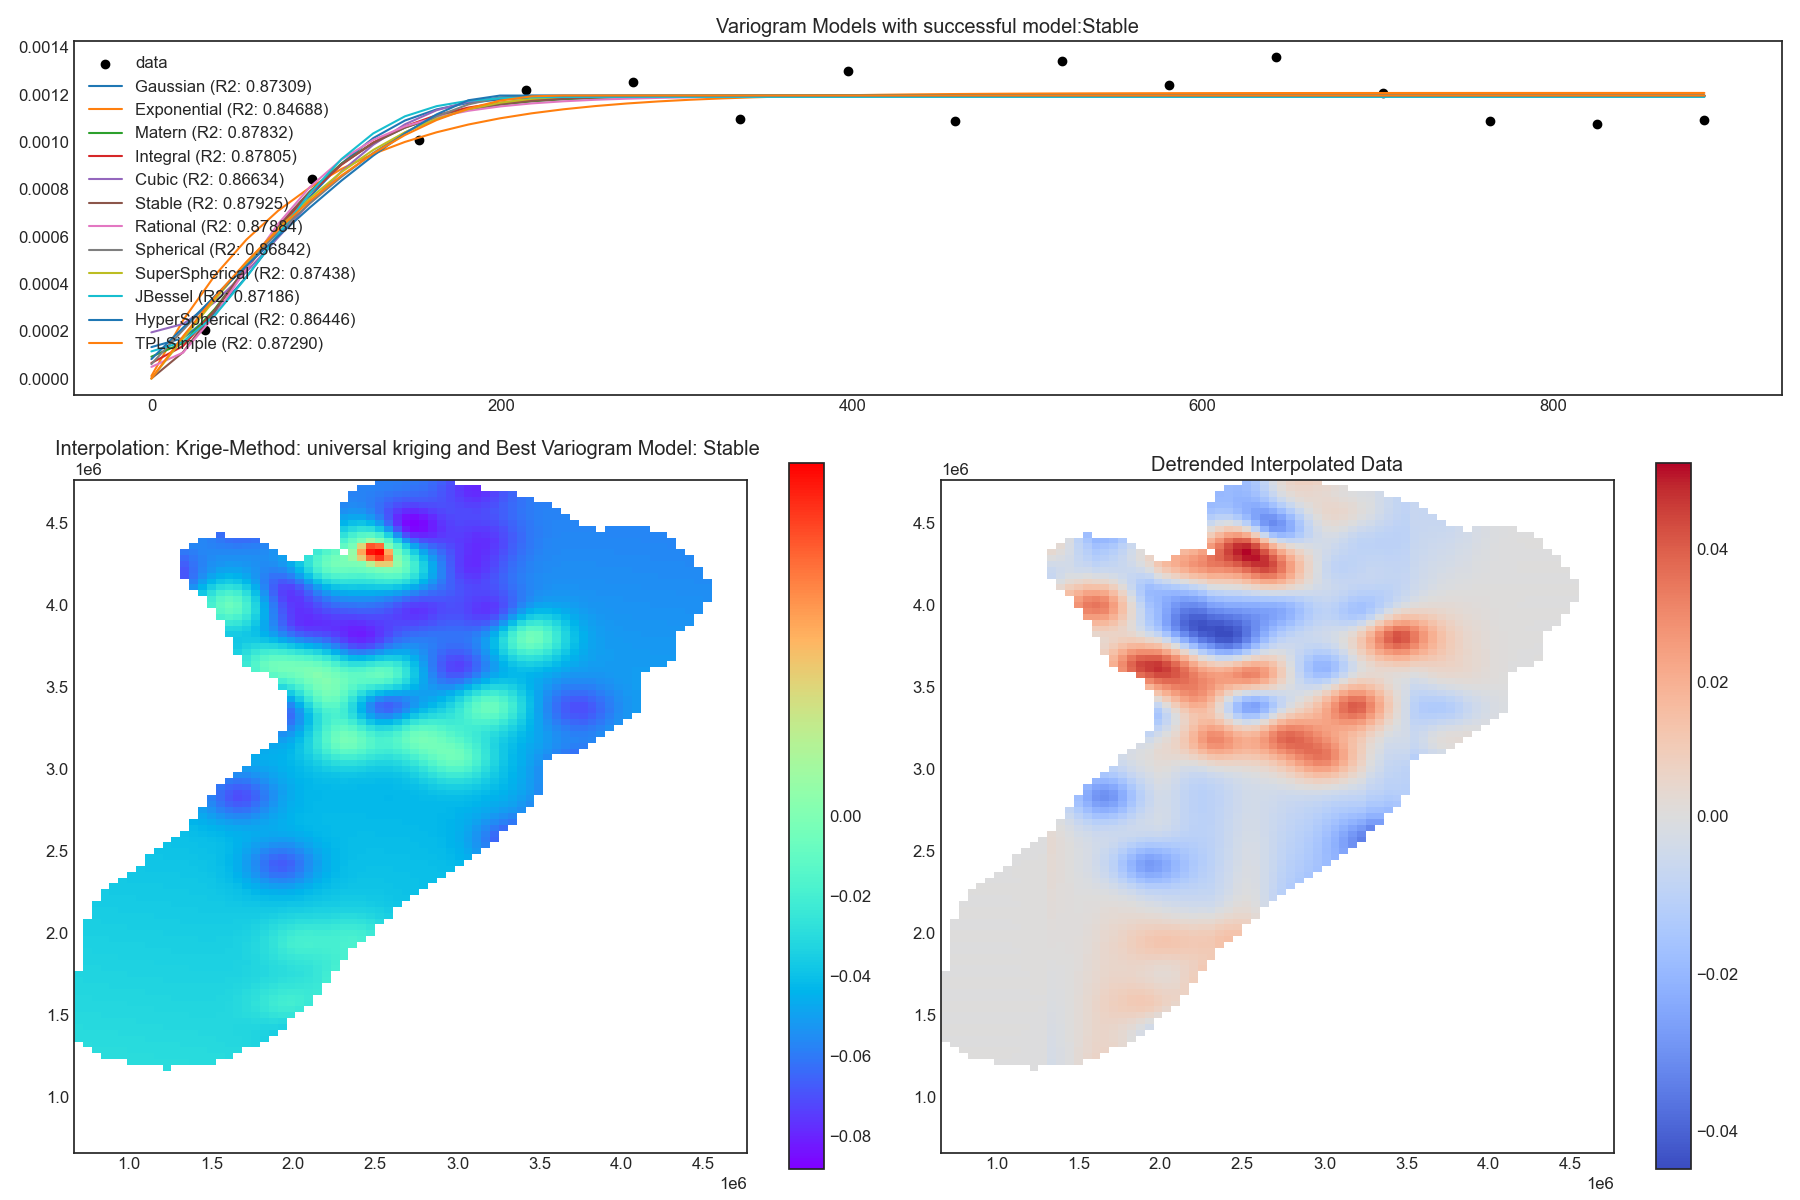 Variogram Models with successful model:Stable
0.0014
0.0012
0.0010
0.0008
0.0006
0.0004
0.0002
0.0000
data
Gaussian (R2: 0.87309)
Exponential (R2: 0.84688)
Matern (R2: 0.87832)
Integral (R2: 0.87805)
Cubic (R2: 0.86634)
Stable (R2: 0.87925)
Rational (R2: 0.87884)
Spherical (R2: 0.86842)
SuperSpherical (R2: 0.87438)
JBessel (R2: 0.87186)
HyperSpherical (R2: 0.86446)
TPLSimple (R2: 0.87290)
0 200 400 600 800
Interpolation: Krige-Method: universal kriging and Best Variogram Model: Stable
1e6
4.5
4.0
3.5
3.0
2.5
2.0
1.5
1.0
1.0 1.5 2.0 2.5 3.0 3.5 4.0 4.5
1e6
0.00
−0.02
−0.04
−0.06
−0.08
Detrended Interpolated Data
1e6
4.5
4.0
3.5
3.0
2.5
2.0
1.5
1.0
1.0 1.5 2.0 2.5 3.0 3.5 4.0 4.5
1e6
0.04
0.02
0.00
−0.02
−0.04